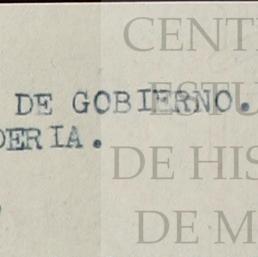 DE GOBIERNO.
DERIA.
CENT
ESTU
DE HIS
DE M